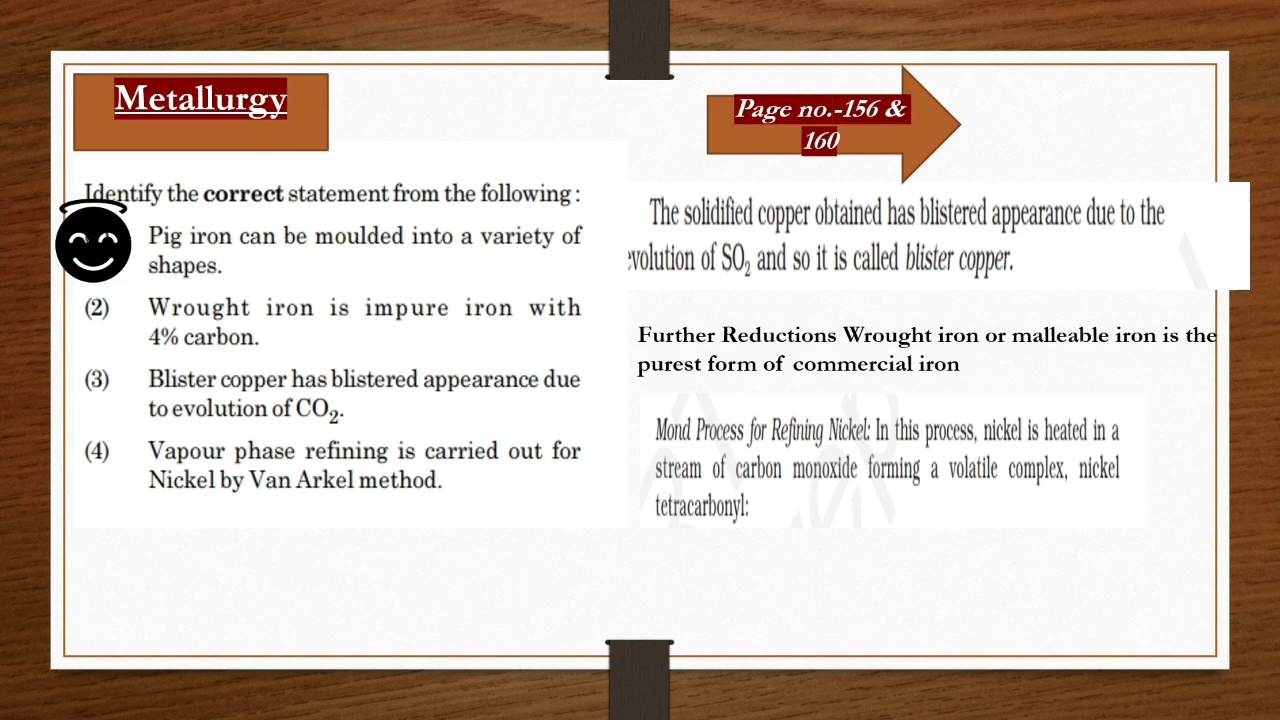 Metallurgy
Page no.-156 &
160
Identify the correct statement from the following :
Pig iron can be moulded into a variety of
shapes.
(2) Wrought iron is impure iron with
4% carbon.
(3) Blister copper has blistered appearance due
to evolution of CO₂.
(4) Vapour phase refining is carried out for
Nickel by Van Arkel method.
The solidified copper obtained has blistered appearance due to the
evolution of SO₂ and so it is called blister copper.
Further Reductions Wrought iron or malleable iron is the
purest form of commercial iron
Mond Process for Refining Nickel: In this process, nickel is heated in a
stream of carbon monoxide forming a volatile complex, nickel
tetracarbonyl: